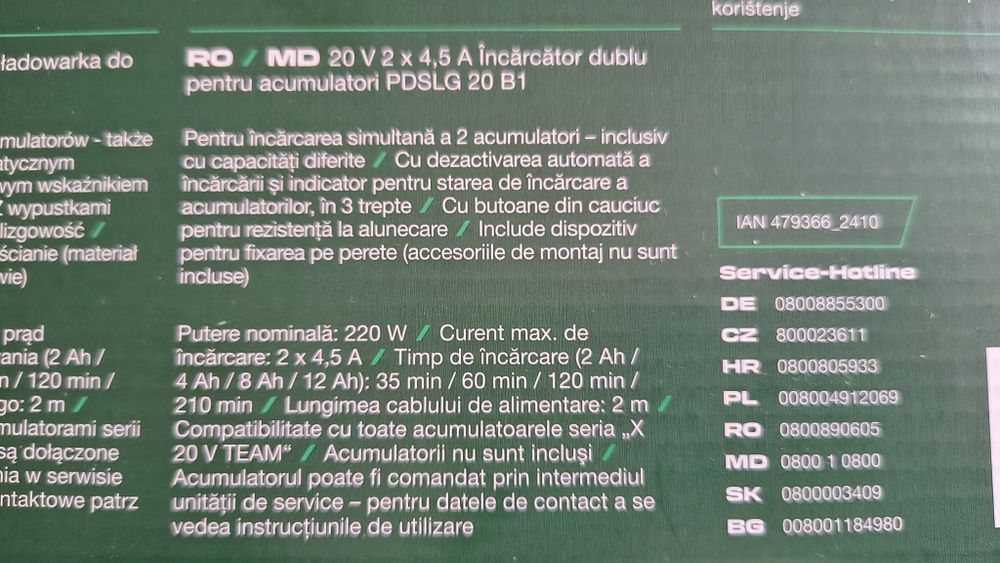 ładowarka do
mulatorów - także
atycznym
wym wskaźnikiem
Z wypustkami
lizgowość /
ścianie (materiał
wie)
prąd
ania (2 Ah /
n / 120 min /
go: 2 m /
mulatorami serii
są dołączone
nia w serwisie
ntaktowe patrz
RO / MD 20 V 2 x 4,5 A Încărcător dublu
pentru acumulatori PDSLG 20 B1
Pentru încărcarea simultană a 2 acumulatori – inclusiv
cu capacități diferite / Cu dezactivarea automată a
încărcării și indicator pentru starea de încărcare a
acumulatorilor, în 3 trepte / Cu butoane din cauciuc
pentru rezistență la alunecare / Include dispozitiv
pentru fixarea pe perete (accesoriile de montaj nu sunt
incluse)
Putere nominală: 220 W / Curent max. de
încărcare: 2 x 4,5 A / Timp de încărcare (2 Ah /
4 Ah / 8 Ah / 12 Ah): 35 min / 60 min / 120 min /
210 min / Lungimea cablului de alimentare: 2 m /
Compatibilitate cu toate acumulatoarele seria „X
20 V TEAM“ / Acumulatorii nu sunt incluși /
Acumulatorul poate fi comandat prin intermediul
unității de service – pentru datele de contact a se
vedea instrucțiunile de utilizare
korištenje
IAN 479366_2410
Service-Hotline
DE 08008855300
CZ 800023611
HR 0800805933
PL 008004912069
RO 0800890605
MD 0800 1 0800
SK 0800003409
BG 008001184980